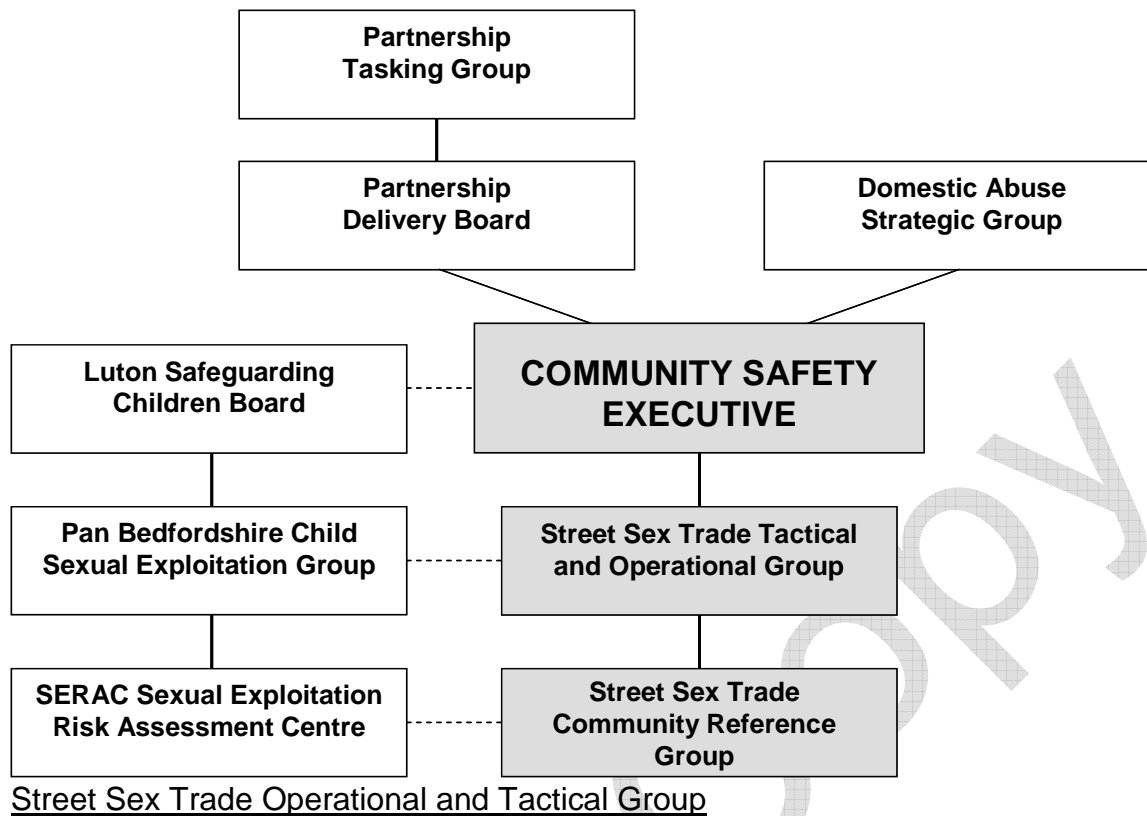 Partnership
Tasking Group
Partnership
Delivery Board
Domestic Abuse
Strategic Group
COMMUNITY SAFETY
EXECUTIVE
Luton Safeguarding
Children Board
Pan Bedfordshire Child
Sexual Exploitation Group
Street Sex Trade Tactical
and Operational Group
SERAC Sexual Exploitation
Risk Assessment Centre
Street Sex Trade
Community Reference
Group
Street Sex Trade Operational and Tactical Group
opy